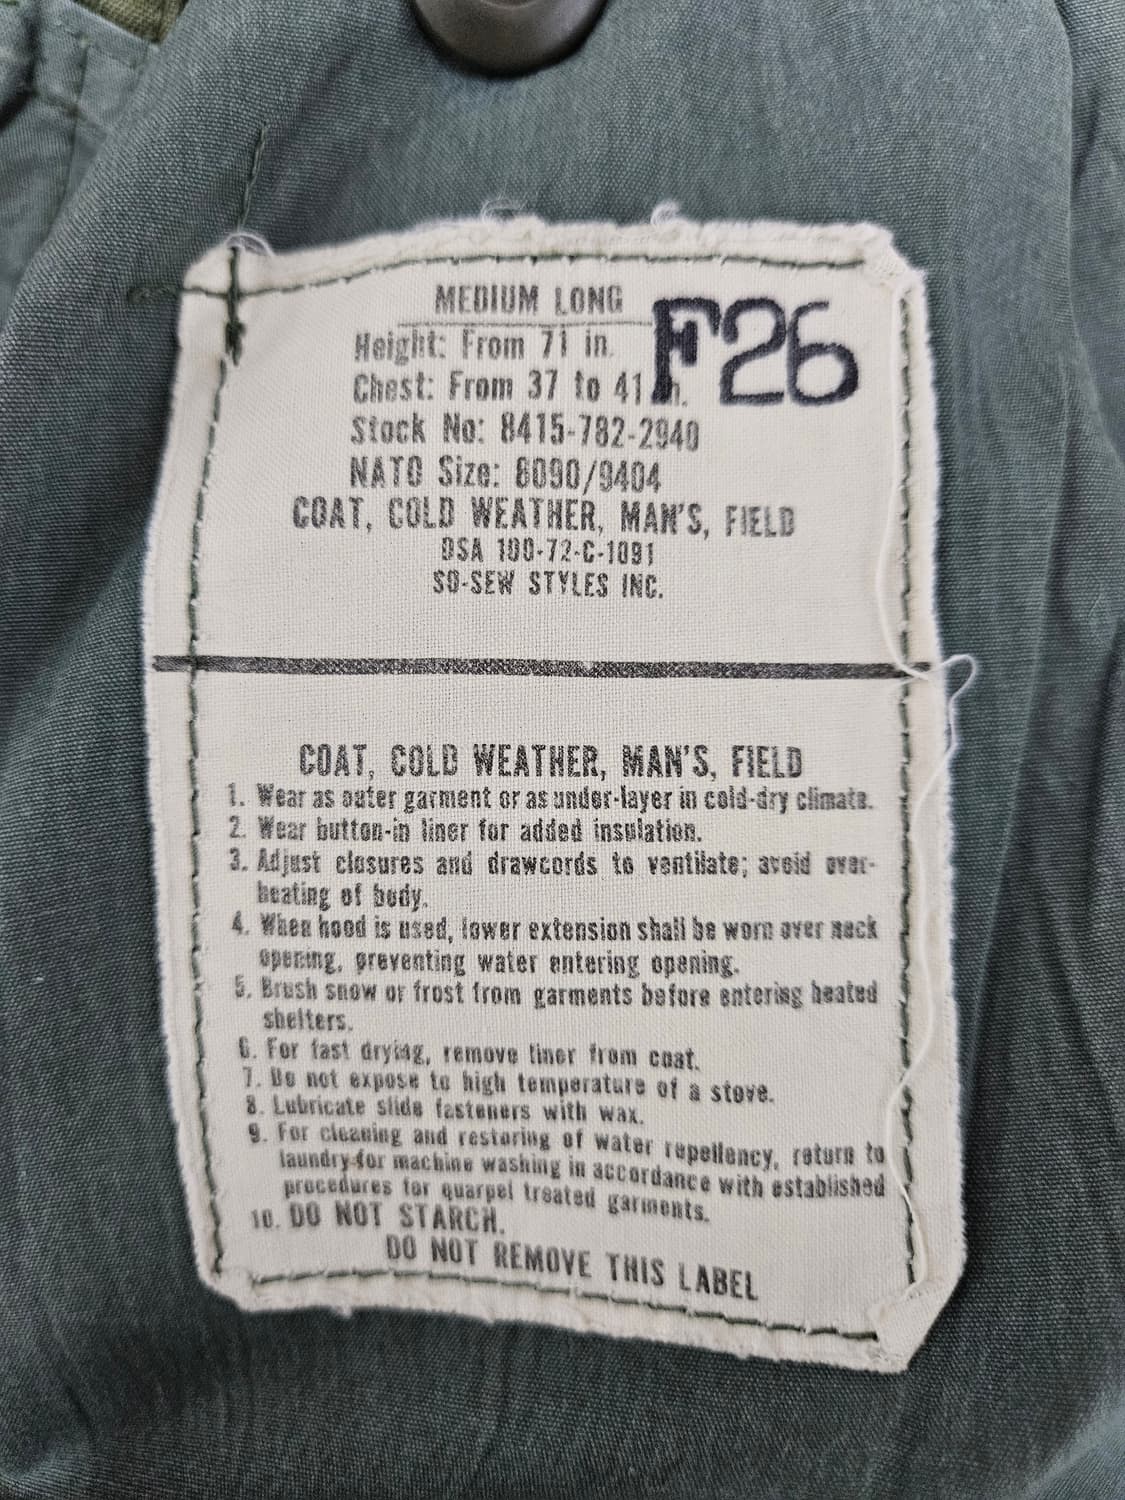 MEDIUM LONG
F26
Height: From 71 in.
Chest: From 37 to 41 in.
Stock No: 8415-782-2940
NATO Size: 8090/9404
COAT, COLD WEATHER, MAN'S, FIELD
DSA 100-72-C-1091
SO-SEW STYLES INC.
COAT, COLD WEATHER, MAN'S, FIELD
1. Wear as outer garment or as under-layer in cold-dry climate.
2. Wear button-in liner for added insulation.
3. Adjust closures and drawcords to ventilate; avoid over-
heating of body.
4. When hood is used, lower extension shall be worn over neck
opening, preventing water entering opening.
5. Brush snow or frost from garments before entering heated
shelters.
6. For fast drying, remove liner from coat.
7. Do not expose to high temperature of a stove.
8. Lubricate slide fasteners with wax.
9. For cleaning and restoring of water repellency, return to
laundry for machine washing in accordance with established
procedures for quarpel treated garments.
10. DO NOT STARCH.
DO NOT REMOVE THIS LABEL